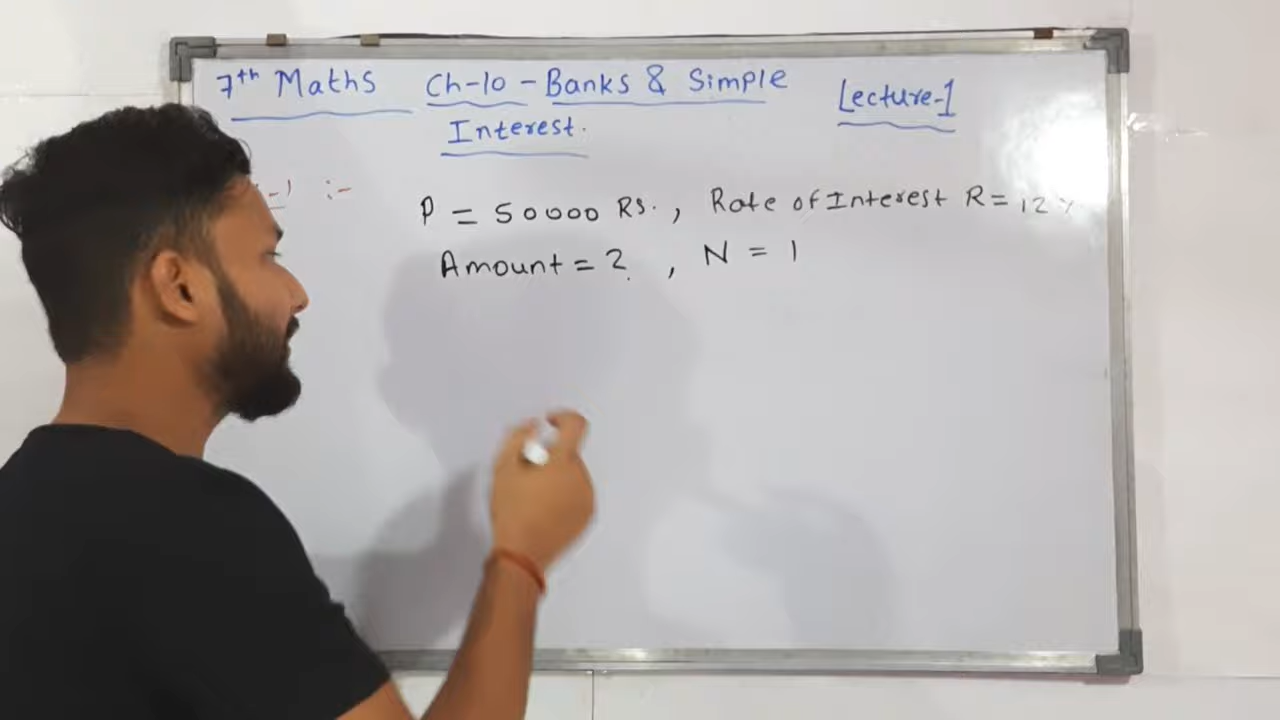 7th Maths Ch-10 - Banks & Simple Interest. Lecture-1
:-
P = 50000 Rs. , Rate of Interest R = 12 %
Amount = ? , N = 1